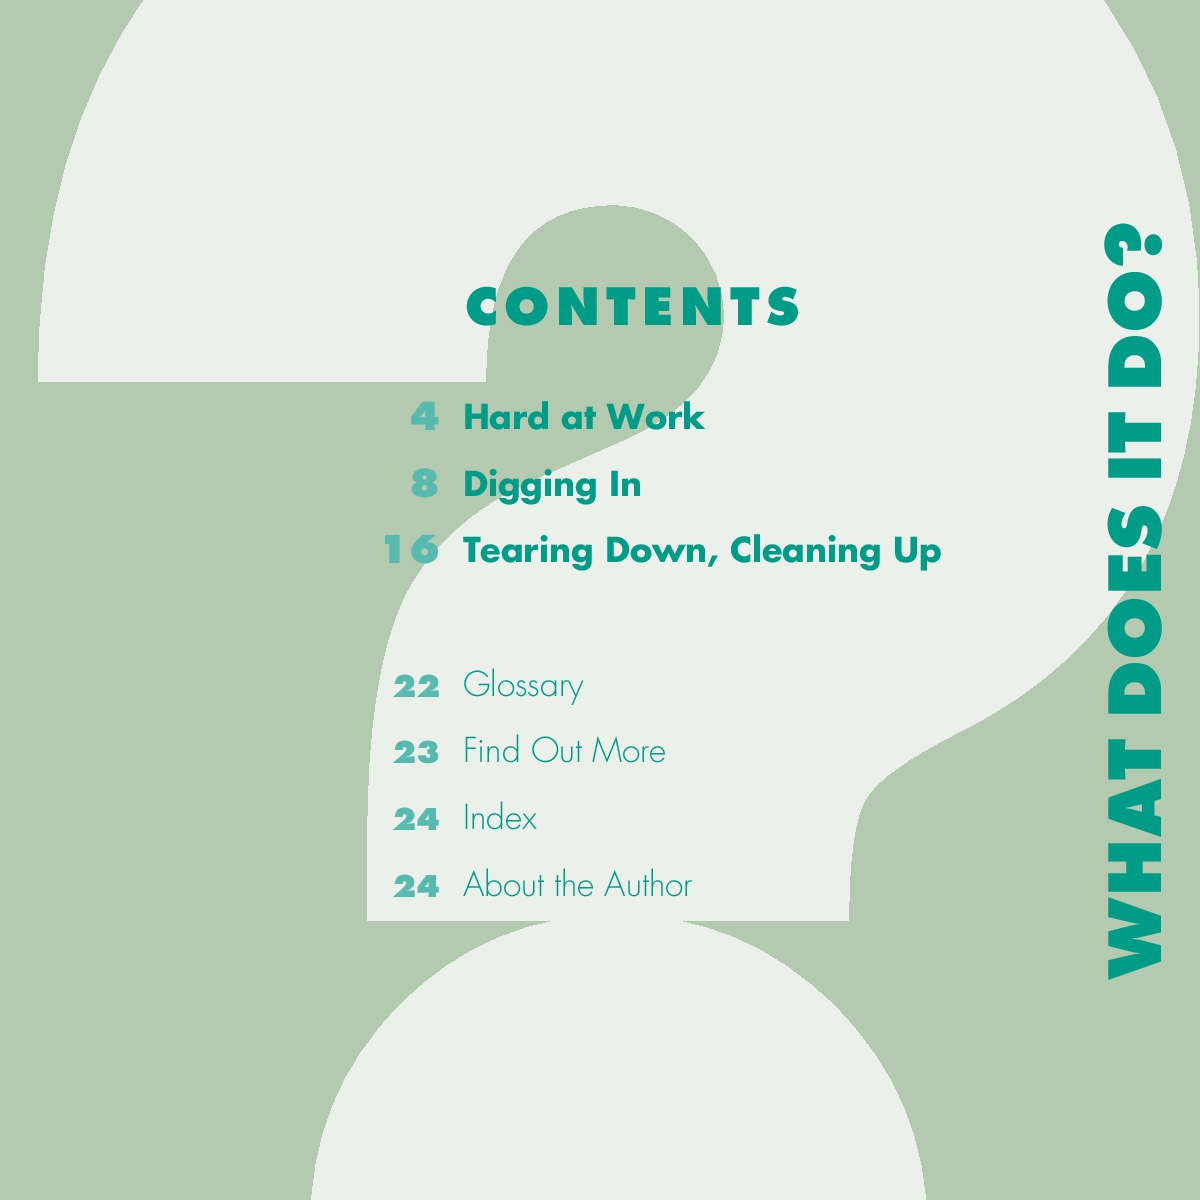 CONTENTS
4 Hard at Work
8 Digging In
16 Tearing Down, Cleaning Up
22 Glossary
23 Find Out More
24 Index
24 About the Author
WHAT DOES IT DO?